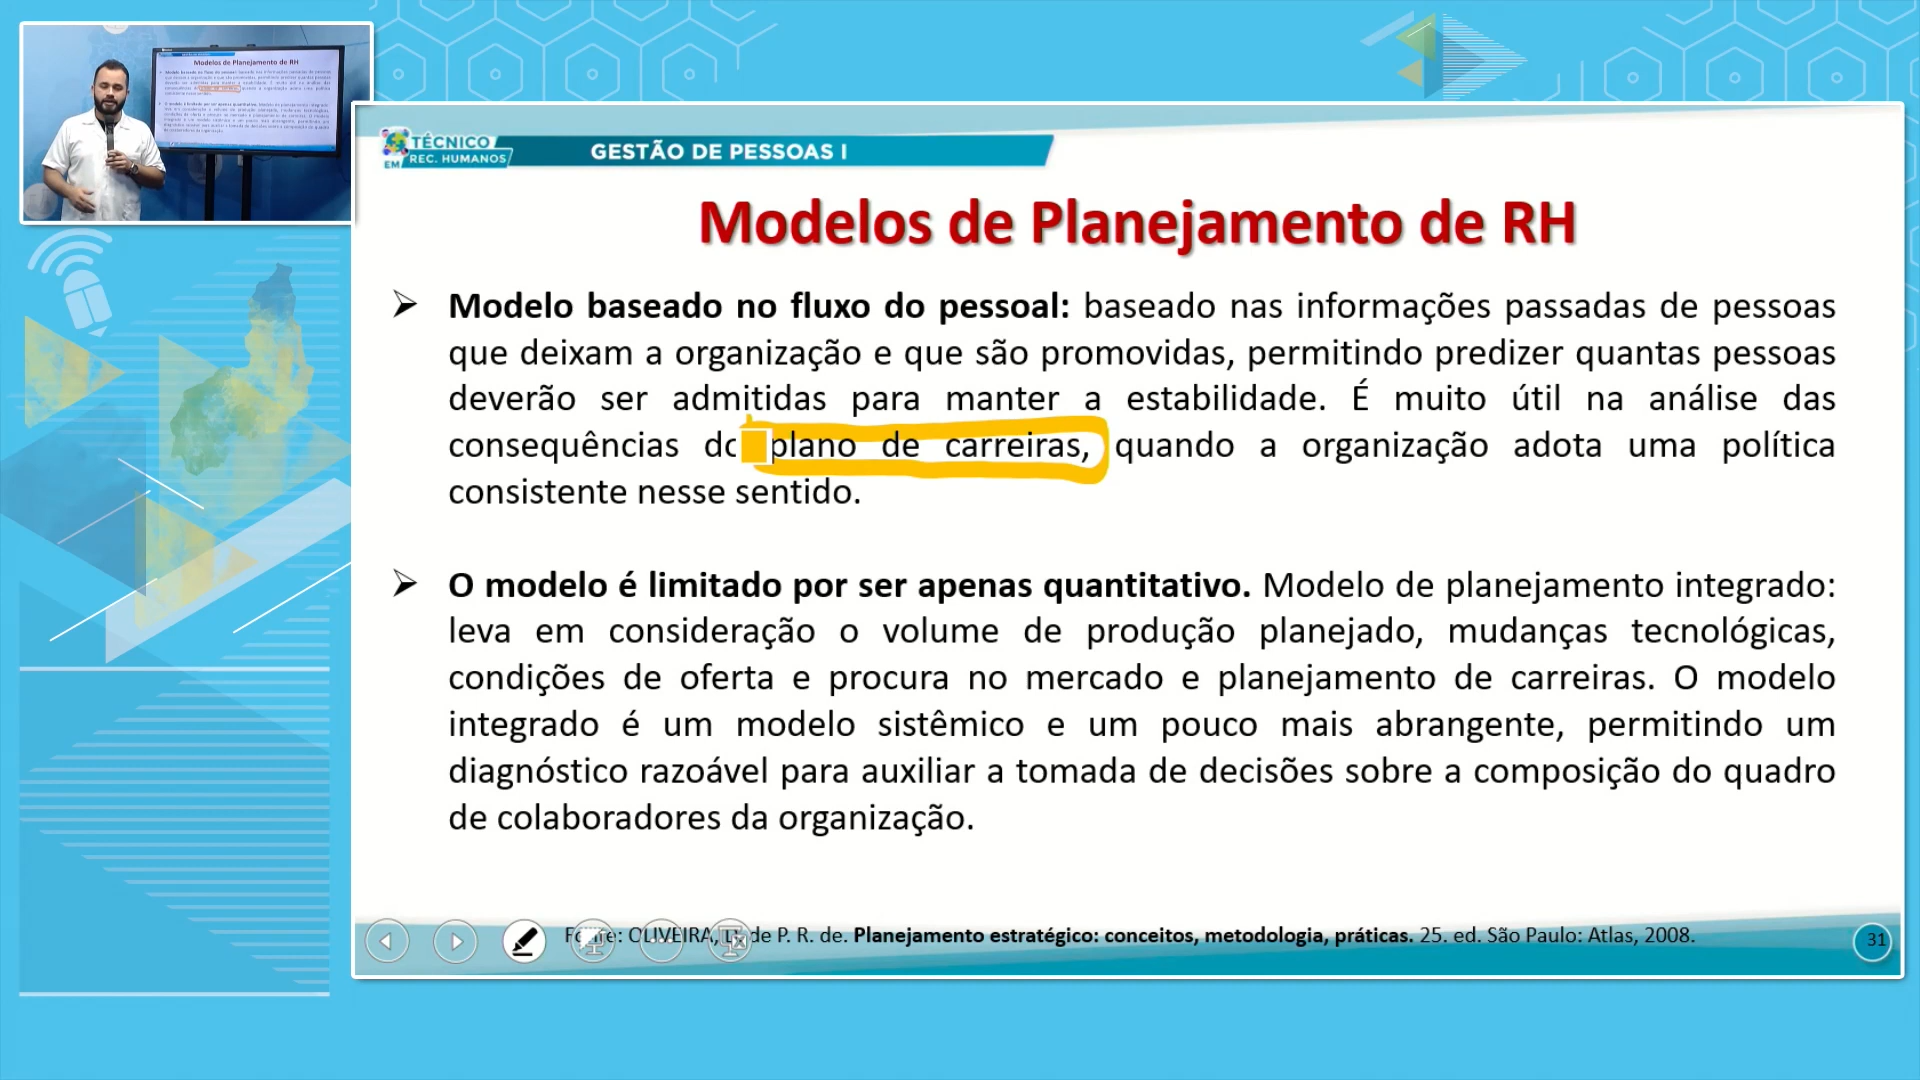 Modelos de Planejamento de RH
TÉCNICO
EM REC. HUMANOS
GESTÃO DE PESSOAS I
Modelos de Planejamento de RH
Modelo baseado no fluxo do pessoal: baseado nas informações passadas de pessoas
que deixam a organização e que são promovidas, permitindo predizer quantas pessoas
deverão ser admitidas para manter a estabilidade. É muito útil na análise das
consequências do plano de carreiras, quando a organização adota uma política
consistente nesse sentido.
O modelo é limitado por ser apenas quantitativo. Modelo de planejamento integrado:
leva em consideração o volume de produção planejado, mudanças tecnológicas,
condições de oferta e procura no mercado e planejamento de carreiras. O modelo
integrado é um modelo sistêmico e um pouco mais abrangente, permitindo um
diagnóstico razoável para auxiliar a tomada de decisões sobre a composição do quadro
de colaboradores da organização.
Fonte: OLIVEIRA, D. de P. R. de. Planejamento estratégico: conceitos, metodologia, práticas. 25. ed. São Paulo: Atlas, 2008.
31